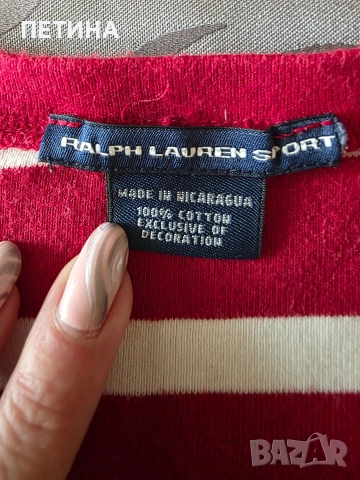 ПЕТИНА
RALPH LAUREN SPORT
MADE IN NICARAGUA
100% COTTON
EXCLUSIVE OF
DECORATION
BAZAR